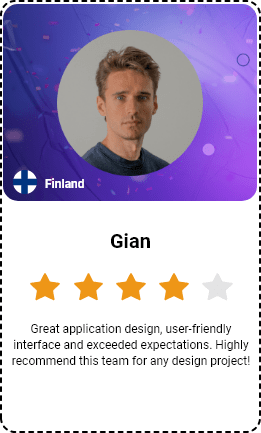 Finland
Gian
Great application design, user-friendly
interface and exceeded expectations. Highly
recommend this team for any design project!